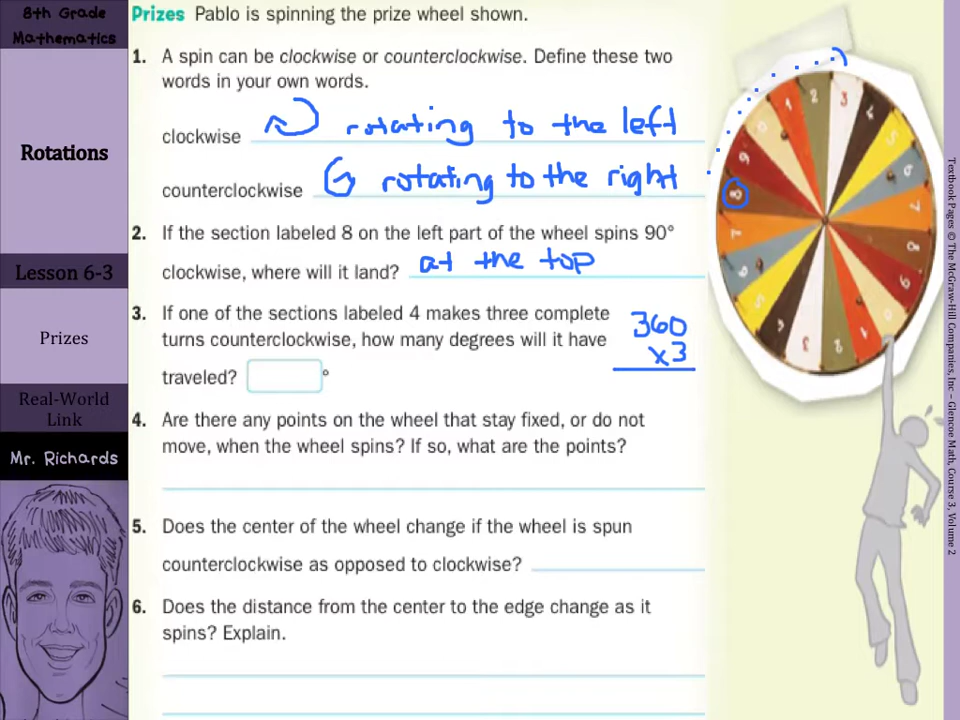 8th Grade
Mathematics
Rotations
Lesson 6-3
Prizes
Real-World
Link
Mr. Richards
Prizes Pablo is spinning the prize wheel shown.
1. A spin can be clockwise or counterclockwise. Define these two
words in your own words.
clockwise rotating to the left
counterclockwise rotating to the right
2. If the section labeled 8 on the left part of the wheel spins 90°
clockwise, where will it land? at the top
3. If one of the sections labeled 4 makes three complete
turns counterclockwise, how many degrees will it have
traveled? °
360
x3
4. Are there any points on the wheel that stay fixed, or do not
move, when the wheel spins? If so, what are the points?
5. Does the center of the wheel change if the wheel is spun
counterclockwise as opposed to clockwise?
6. Does the distance from the center to the edge change as it
spins? Explain.
Textbook Pages © The McGraw-Hill Companies, Inc – Glencoe Math, Course 3, Volume 2